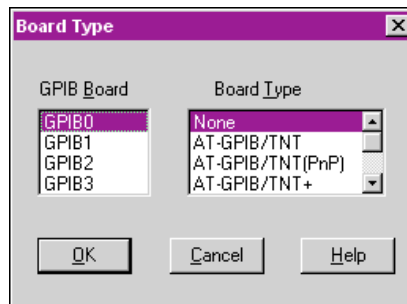 Board Type
GPIB Board
Board Type
GPIB0
GPIB1
GPIB2
GPIB3
None
AT-GPIB/TNT
AT-GPIB/TNT(PnP)
AT-GPIB/TNT+
OK
Cancel
Help